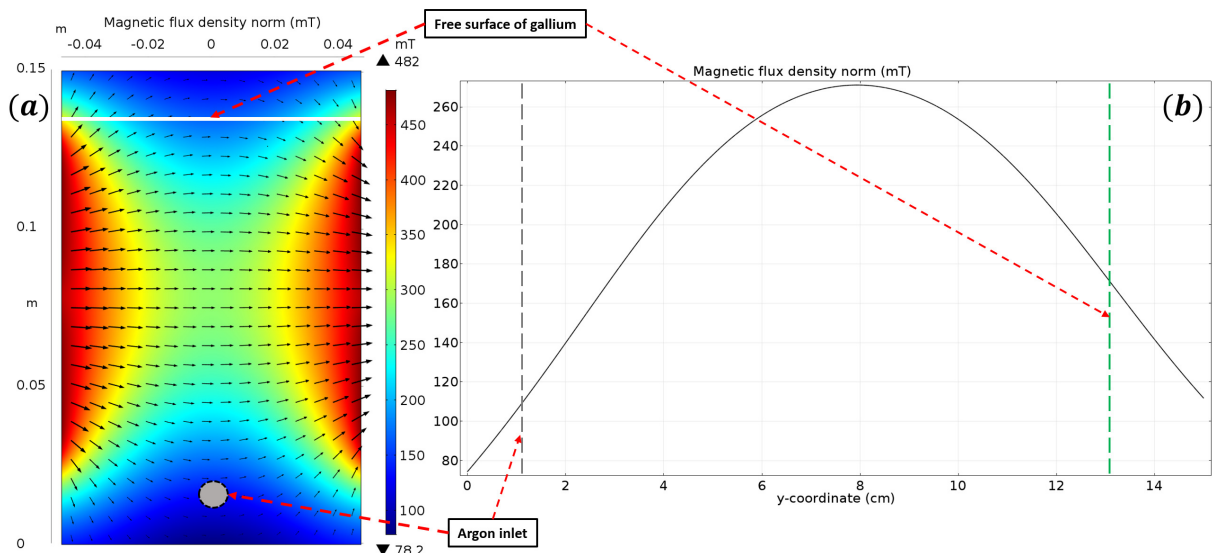 Magnetic flux density norm (mT)
m
-0.04 -0.02 0 0.02 0.04
mT
482
Free surface of gallium
0.15
0.1
m
0.05
0
(a)
450
400
350
300
250
200
150
100
78.2
Argon inlet
Magnetic flux density norm (mT)
(b)
260
240
220
200
180
160
140
120
100
80
0 2 4 6 8 10 12 14
y-coordinate (cm)